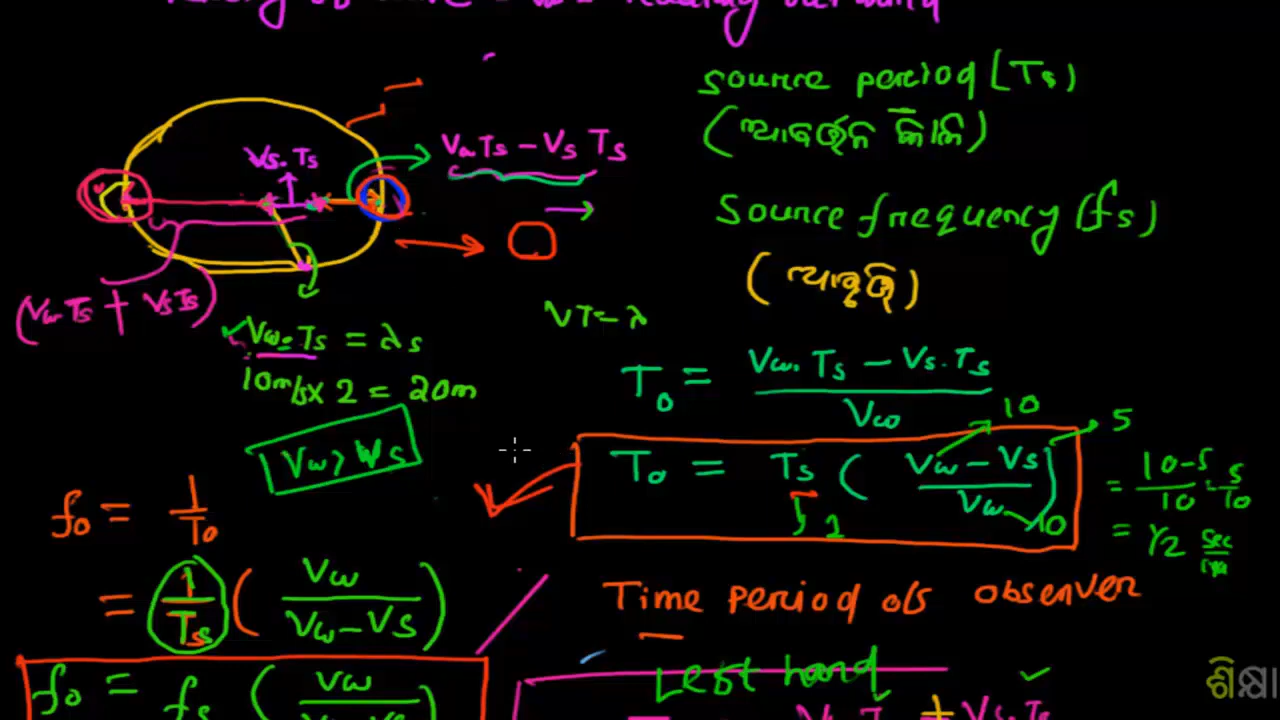 Source period (Ts)
Vs. Ts
VwTs - Vs Ts
(ଆବର୍ତ୍ତନ
Source frequency (fs)
(ଆବୃତ୍ତି)
(Vw Ts + VsTs)
VT = λ
Vw. Ts = λs
10m/s x 2 = 20m
To = Vw. Ts - Vs. Ts / Vw
10
5
Vw > Vs
To = Ts ( Vw - Vs / Vw )
2
10
= 10-5 / 10 = 5 / 10
= 1/2 sec
fo = 1 / To
= 1 / Ts ( Vw / Vw - Vs )
Time period of observer
Left hand
fo = fs ( Vw
+ Vs Ts
ଶିକ୍ଷା